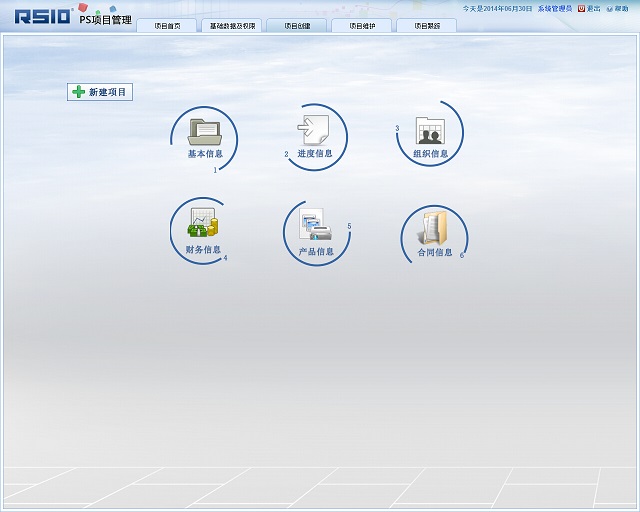 RSIO PS项目管理
项目首页 基础数据及权限 项目创建 项目维护 项目跟踪
今天是2014年06月30日 系统管理员 退出 帮助
新建项目
基本信息
1
进度信息
2
组织信息
3
财务信息
4
产品信息
5
合同信息
6